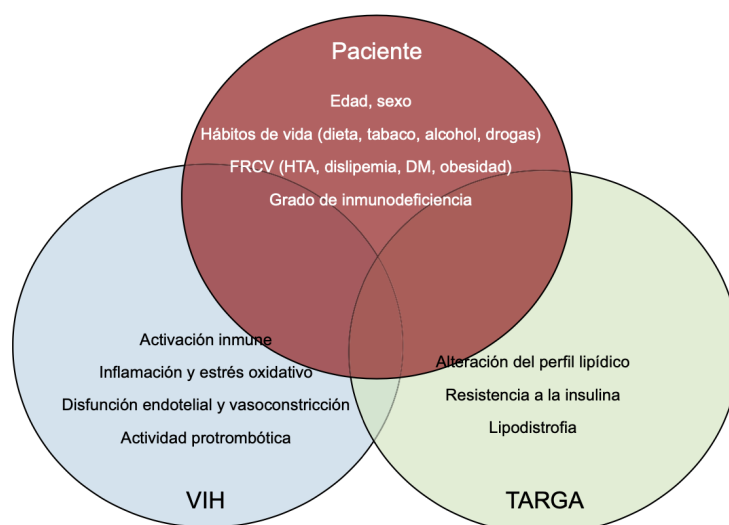 Paciente
Edad, sexo
Hábitos de vida (dieta, tabaco, alcohol, drogas)
FRCV (HTA, dislipemia, DM, obesidad)
Grado de inmunodeficiencia
Activación inmune
Inflamación y estrés oxidativo
Disfunción endotelial y vasoconstricción
Actividad protrombótica
VIH
Alteración del perfil lipídico
Resistencia a la insulina
Lipodistrofia
TARGA